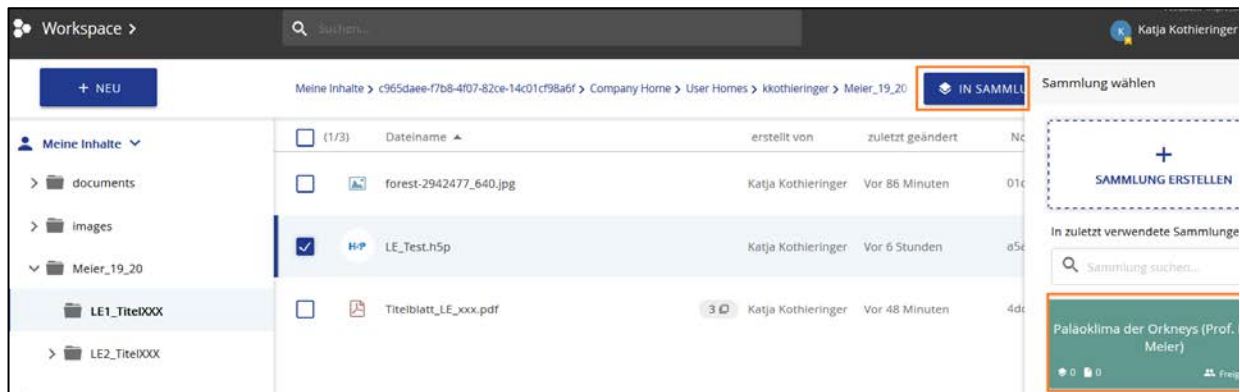 Workspace >
Suchen...
Katja Kothieringer
+ NEU
Meine Inhalte > c965daee-f7b8-4f07-82ce-14c01cf98a6f > Company Home > User Homes > kkothieringer > Meier_19_20
IN SAMMLU
Sammlung wählen
Meine Inhalte
documents
images
Meier_19_20
LE1_TitelXXX
LE2_TitelXXX
(1/3) Dateiname erstellt von zuletzt geändert
forest-2942477_640.jpg Katja Kothieringer Vor 86 Minuten
H5P LE_Test.h5p Katja Kothieringer Vor 6 Stunden
Titelblatt_LE_xxx.pdf 3 Katja Kothieringer Vor 48 Minuten
+
SAMMLUNG ERSTELLEN
In zuletzt verwendete Sammlunge
Sammlung suchen...
Paläoklima der Orkneys (Prof.
Meier)
0 0 Freig